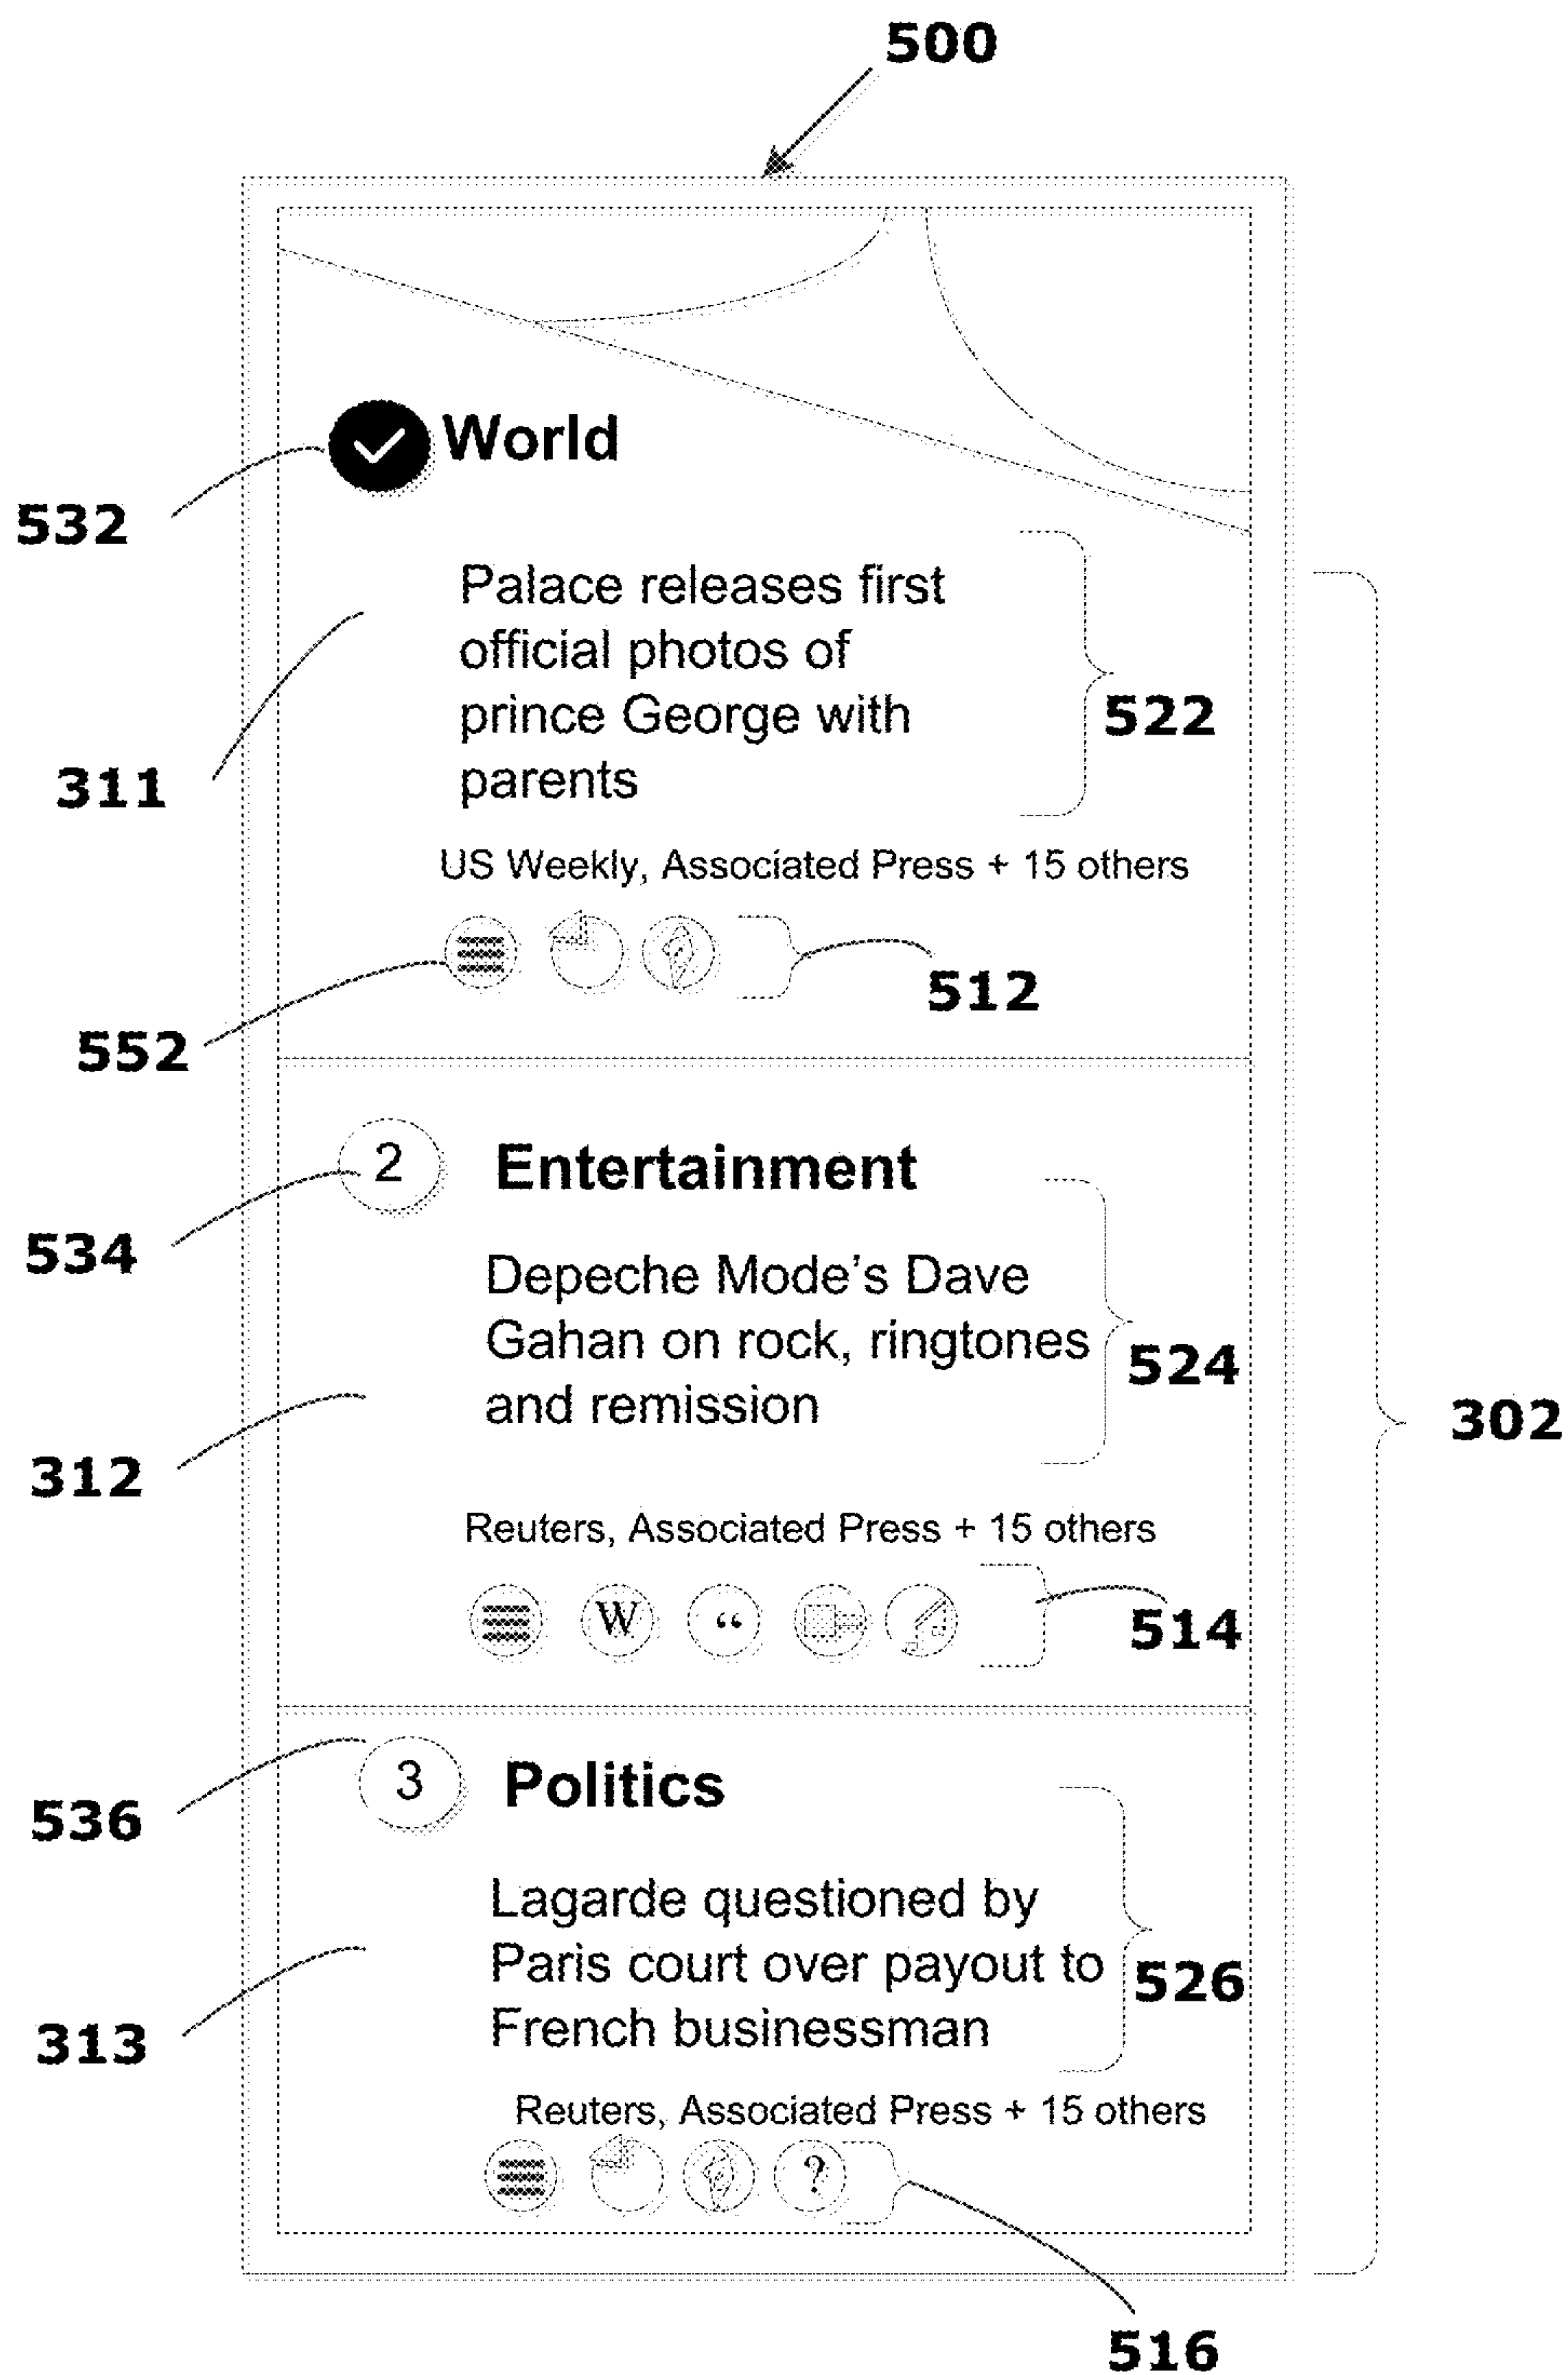 500
World
532
Palace releases first
official photos of
prince George with
parents
522
311
US Weekly, Associated Press + 15 others
512
552
2 Entertainment
534
Depeche Mode's Dave
Gahan on rock, ringtones
and remission
524
302
312
Reuters, Associated Press + 15 others
W “
514
3 Politics
536
Lagarde questioned by
Paris court over payout to
French businessman
526
313
Reuters, Associated Press + 15 others
?
516